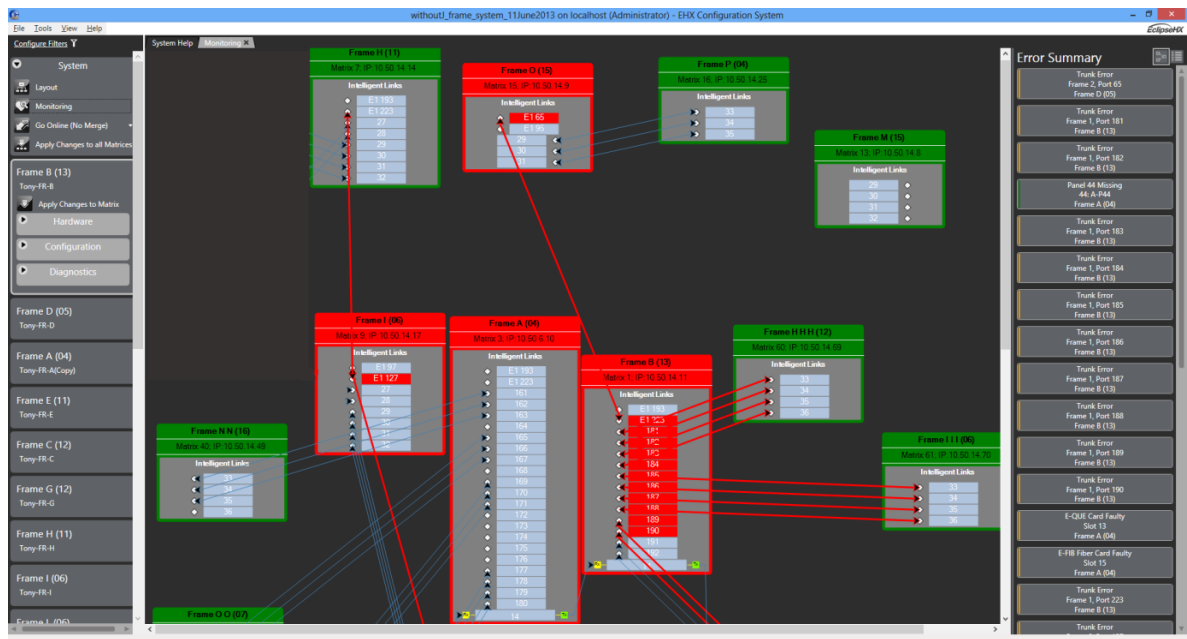 withoutJ_frame_system_11June2013 on localhost (Administrator) - EHX Configuration System
File Tools View Help
EclipseHX
Configure Filters
System
Layout
Monitoring
Go Online (No Merge)
Apply Changes to all Matrices
Frame B (13)
Tony-FR-B
Apply Changes to Matrix
Hardware
Configuration
Diagnostics
Frame D (05)
Tony-FR-D
Frame A (04)
Tony-FR-A(Copy)
Frame E (11)
Tony-FR-E
Frame C (12)
Tony-FR-C
Frame G (12)
Tony-FR-G
Frame H (11)
Tony-FR-H
Frame I (06)
Tony-FR-I
Frame L (06)
System Help Monitoring
Frame H (11)
Matrix 7; IP:10.50.14.14
Intelligent Links
E1 193
E1 223
27
28
29
30
31
32
Frame O (15)
Matrix 15; IP:10.50.14.9
Intelligent Links
E1 65
E1 95
29
30
31
Frame P (04)
Matrix 16; IP:10.50.14.25
Intelligent Links
33
34
35
Frame M (15)
Matrix 13; IP:10.50.14.8
Intelligent Links
29
30
31
32
Frame I (06)
Matrix 9; IP:10.50.14.17
Intelligent Links
E1 97
E1 127
27
28
30
31
32
Frame A (04)
Matrix 3; IP:10.50.6.10
Intelligent Links
E1 193
E1 223
161
162
163
164
165
166
167
168
169
170
171
172
173
174
175
176
177
178
179
180
14
Frame B (13)
Matrix 1; IP:10.50.14.11
Intelligent Links
E1 193
E1 223
181
182
183
184
185
186
187
188
189
190
191
192
Frame H H H (12)
Matrix 60; IP:10.50.14.69
Intelligent Links
33
34
35
36
Frame I I I (06)
Matrix 61; IP:10.50.14.70
Intelligent Links
33
34
35
36
Frame N N (16)
Matrix 40; IP:10.50.14.49
Intelligent Links
33
34
35
36
Frame O O (07)
Error Summary
Trunk Error
Frame 2, Port 65
Frame D (05)
Trunk Error
Frame 1, Port 181
Frame B (13)
Trunk Error
Frame 1, Port 182
Frame B (13)
Panel 44 Missing
44: A-P44
Frame A (04)
Trunk Error
Frame 1, Port 183
Frame B (13)
Trunk Error
Frame 1, Port 184
Frame B (13)
Trunk Error
Frame 1, Port 185
Frame B (13)
Trunk Error
Frame 1, Port 186
Frame B (13)
Trunk Error
Frame 1, Port 187
Frame B (13)
Trunk Error
Frame 1, Port 188
Frame B (13)
Trunk Error
Frame 1, Port 189
Frame B (13)
Trunk Error
Frame 1, Port 190
Frame B (13)
E-QUE Card Faulty
Slot 13
Frame A (04)
E-FIB Fiber Card Faulty
Slot 15
Frame A (04)
Trunk Error
Frame 1, Port 223
Frame B (13)
Trunk Error